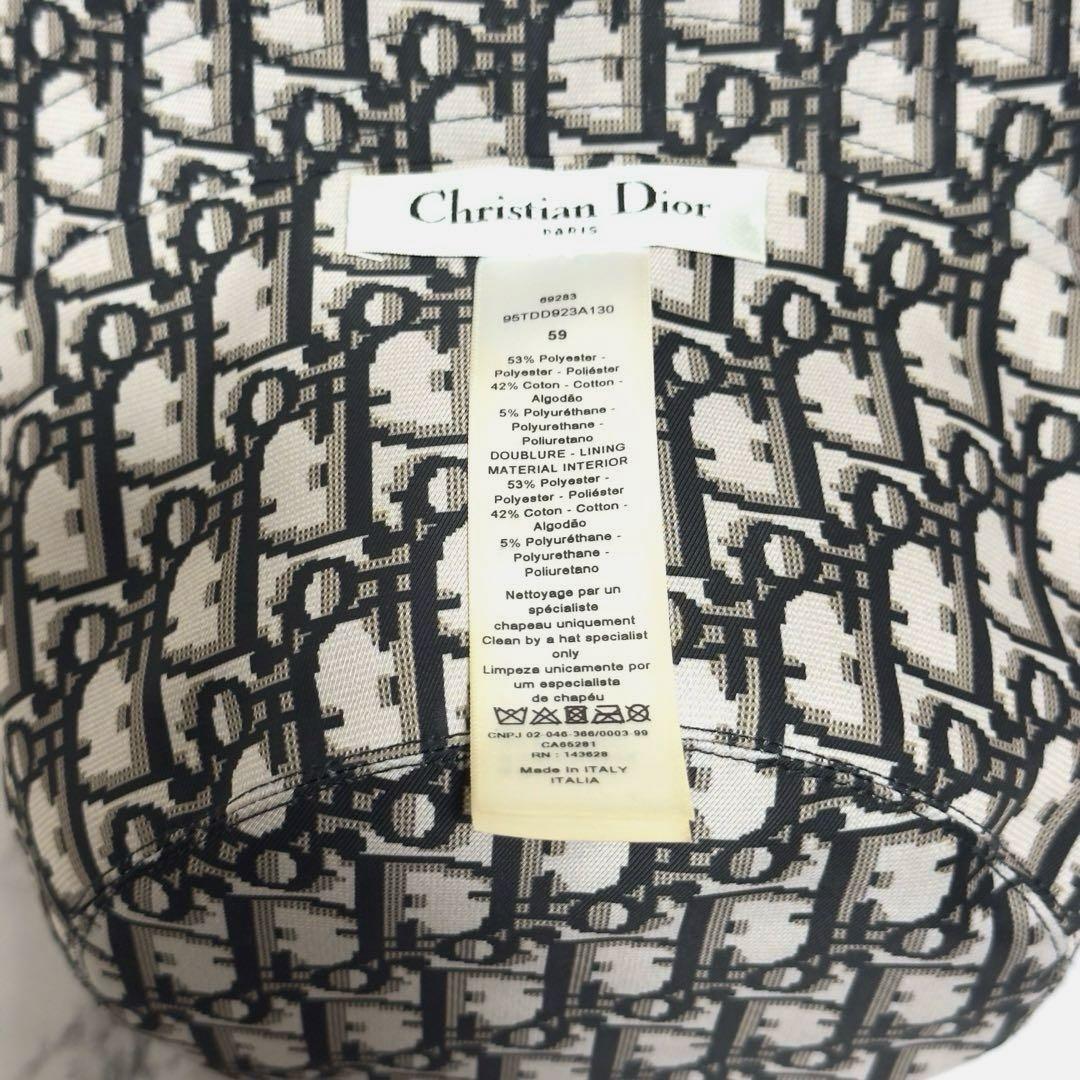 Christian Dior
PARIS
69283
95TDD923A130
59
53% Polyester -
Polyester - Poliéster
42% Coton - Cotton -
Algodão
5% Polyuréthane -
Polyurethane -
Poliuretano
DOUBLURE - LINING
MATERIAL INTERIOR
53% Polyester -
Polyester - Poliéster
42% Coton - Cotton -
Algodão
5% Polyuréthane -
Polyurethane -
Poliuretano
Nettoyage par un
spécialiste
chapeau uniquement
Clean by a hat specialist
only
Limpeza unicamente por
um especialista
de chapéu
CNPJ 02-046-366/0003-99
CA65281
RN : 143628
Made in ITALY
ITALIA